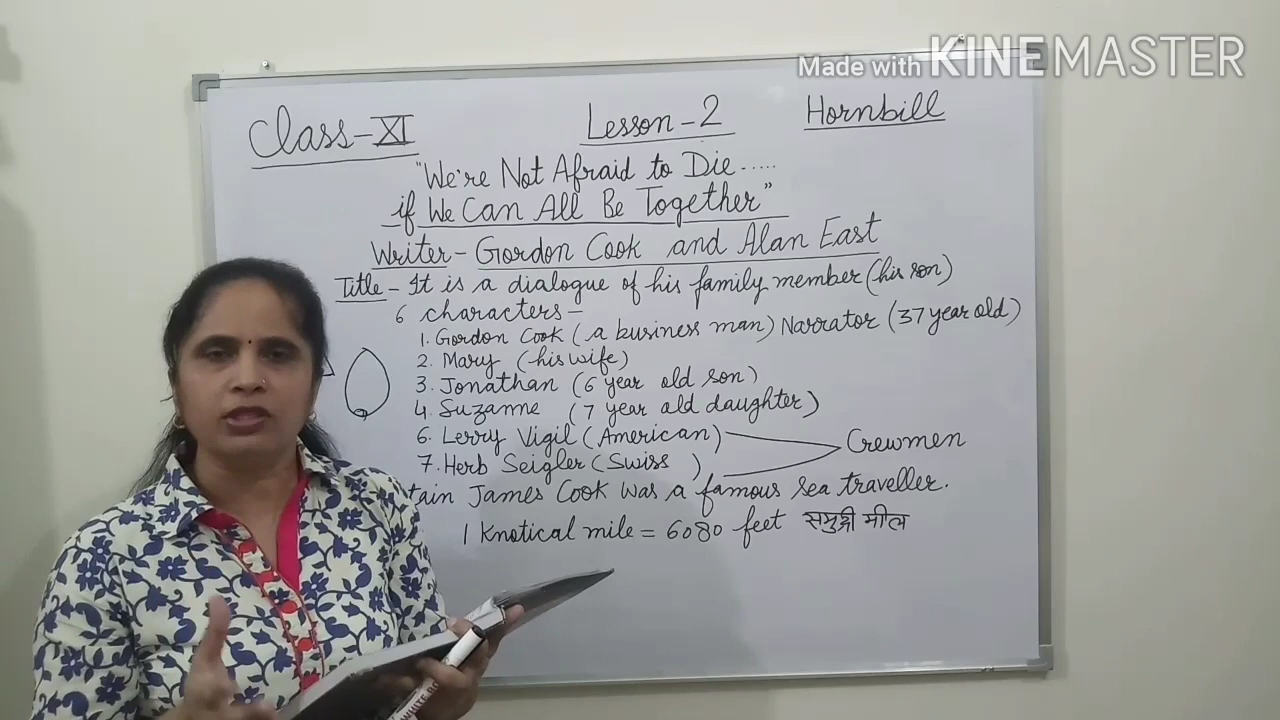 Made with KINEMASTER
Class-XI Lesson-2 Hornbill
"We're Not Afraid to Die.....
if We Can All Be Together"
Writer- Gordon Cook and Alan East
Title- It is a dialogue of his family member (his son)
6 characters-
1. Gordon Cook (a business man) Narrator (37 year old)
2. Mary (his wife)
3. Jonathan (6 year old son)
4. Suzanne (7 year old daughter)
6. Lerry Vigil (American) Crewmen
7. Herb Seigler (Swiss )
tain James Cook was a famous sea traveller.
1 Knotical mile = 6080 feet समुद्री मील
WHITE BO